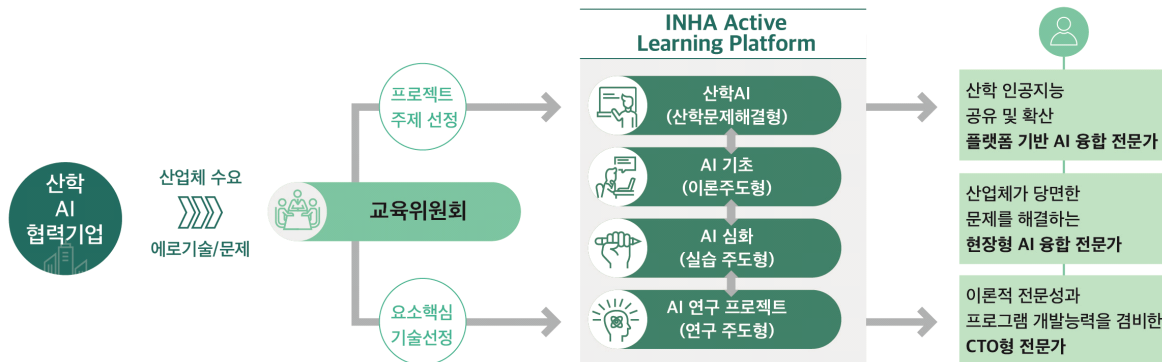 산학
AI
협력기업
산업체 수요
에로기술/문제
프로젝트
주제 선정
교육위원회
요소핵심
기술선정
INHA Active
Learning Platform
산학AI
(산학문제해결형)
AI 기초
(이론주도형)
AI 심화
(실습 주도형)
AI 연구 프로젝트
(연구 주도형)
산학 인공지능
공유 및 확산
플랫폼 기반 AI 융합 전문가
산업체가 당면한
문제를 해결하는
현장형 AI 융합 전문가
이론적 전문성과
프로그램 개발능력을 겸비한
CTO형 전문가